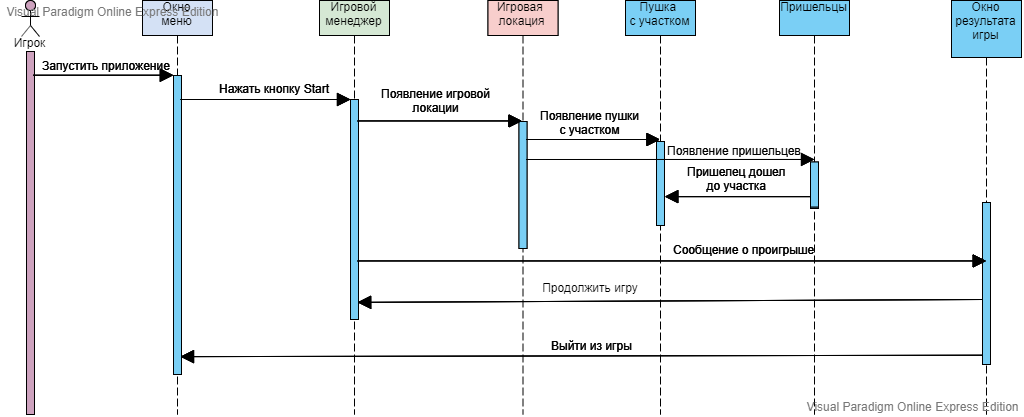 Visual Paradigm Online Express Edition
Игрок
Окно
меню
Игровой
менеджер
Игровая
локация
Пушка
с участком
Пришельцы
Окно
результата
игры
Запустить приложение
Нажать кнопку Start
Появление игровой
локации
Появление пушки
с участком
Появление пришельцев
Пришелец дошел
до участка
Сообщение о проигрыше
Продолжить игру
Выйти из игры
Visual Paradigm Online Express Edition